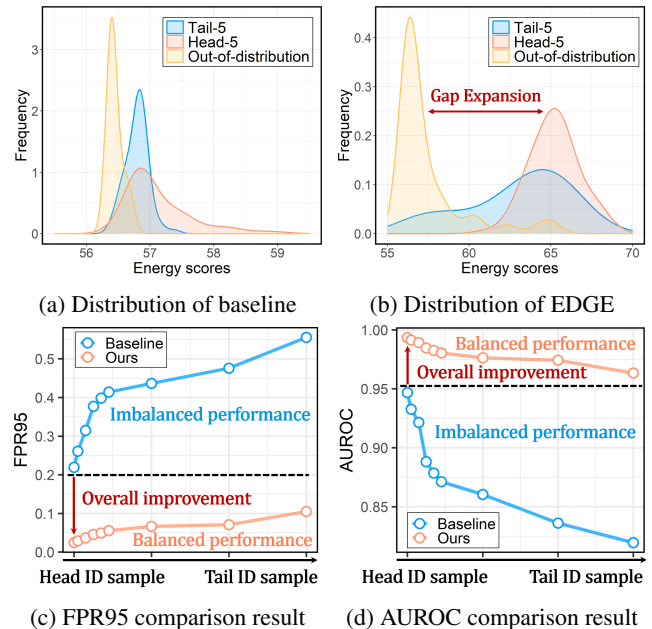 Tail-5
Head-5
Out-of-distribution
Frequency
3
2
1
0
56
57
58
59
Energy scores
(a) Distribution of baseline
Tail-5
Head-5
Out-of-distribution
Gap Expansion
Frequency
0.4
0.3
0.2
0.1
0.0
55
60
65
70
Energy scores
(b) Distribution of EDGE
Baseline
Ours
Imbalanced performance
Overall improvement
Balanced performance
FPR95
0.5
0.4
0.3
0.2
0.1
0.0
Head ID sample
Tail ID sample
(c) FPR95 comparison result
Balanced performance
Overall improvement
Imbalanced performance
Baseline
Ours
AUROC
1.00
0.95
0.90
0.85
Head ID sample
Tail ID sample
(d) AUROC comparison result